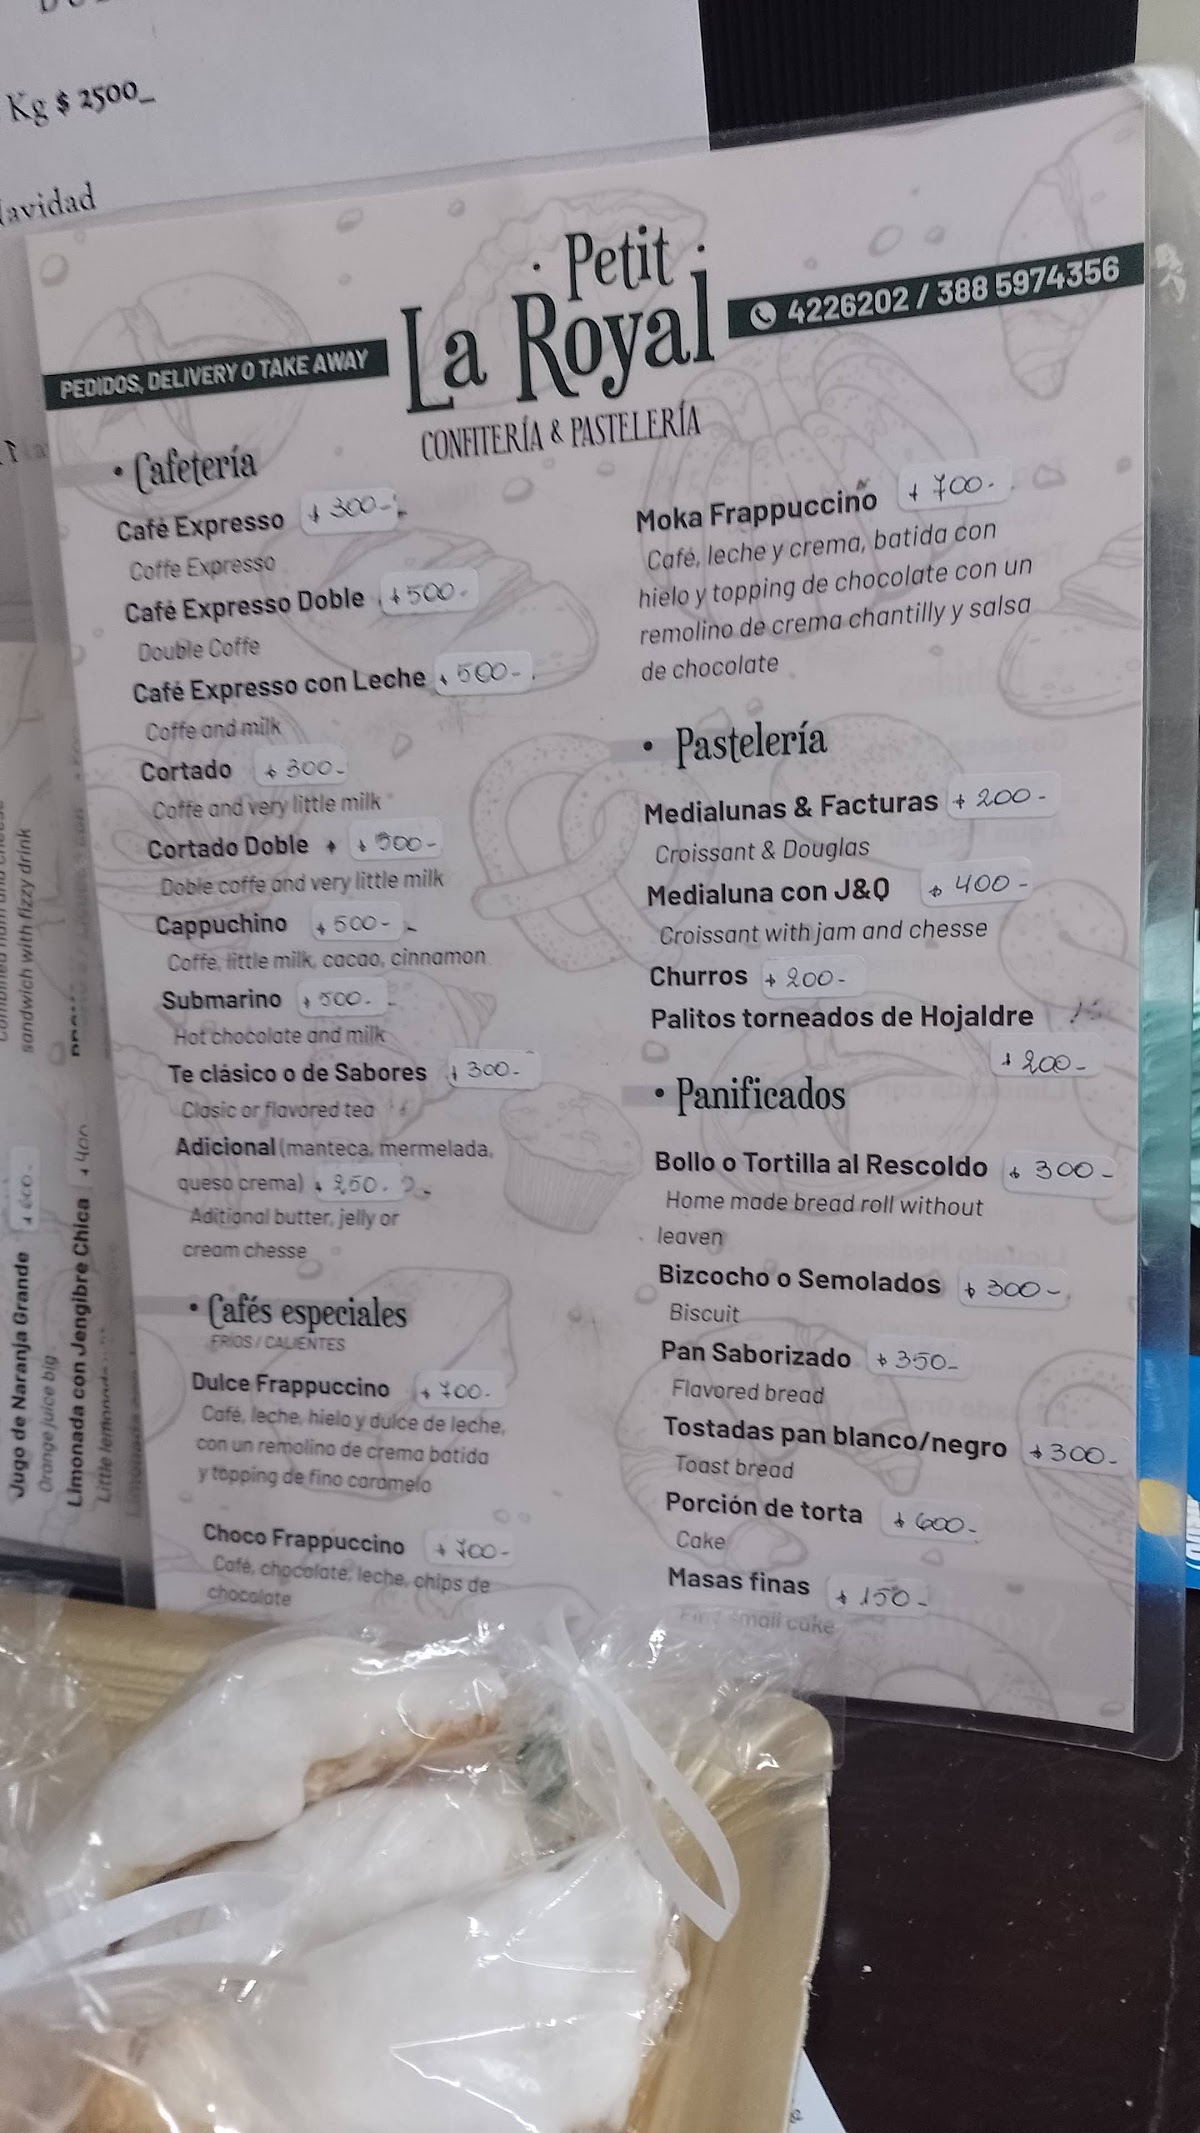 Kg $ 2500_
Petit
La Royal
CONFITERÍA & PASTELERÍA
PEDIDOS, DELIVERY O TAKE AWAY
4226202 / 388 5974356
• Cafetería
Café Expresso $ 300-
Coffe Expresso
Café Expresso Doble $ 500-
Double Coffe
Café Expresso con Leche $ 500-
Coffe and milk
Cortado $ 300-
Coffe and very little milk
Cortado Doble $ 500-
Doble coffe and very little milk
Cappuchino $ 500-
Coffe, little milk, cacao, cinnamon
Submarino $ 500-
Hot chocolate and milk
Te clásico o de Sabores $ 300-
Clasic or flavored tea
Adicional (manteca, mermelada,
queso crema) $ 250-
Aditional butter, jelly or
cream chesse
• Cafés especiales
FRÍOS / CALIENTES
Dulce Frappuccino $ 700-
Café, leche, hielo y dulce de leche,
con un remolino de crema batida
y topping de fino caramelo
Choco Frappuccino $ 700-
Café, chocolate, leche, chips de
chocolate
Moka Frappuccino $ 700-
Café, leche y crema, batida con
hielo y topping de chocolate con un
remolino de crema chantilly y salsa
de chocolate
• Pastelería
Medialunas & Facturas $ 200-
Croissant & Douglas
Medialuna con J&Q $ 400-
Croissant with jam and chesse
Churros $ 200-
Palitos torneados de Hojaldre
$ 200-
• Panificados
Bollo o Tortilla al Rescoldo $ 300-
Home made bread roll without
leaven
Bizcocho o Semolados $ 300-
Biscuit
Pan Saborizado $ 350-
Flavored bread
Tostadas pan blanco/negro $ 300-
Toast bread
Porción de torta $ 600-
Cake
Masas finas $ 150-
small cake
sandwich with fizzy drink
Jugo de Naranja Grande $ 600-
Orange juice big
Limonada con Jengibre Chica $ 400
Little lemonade